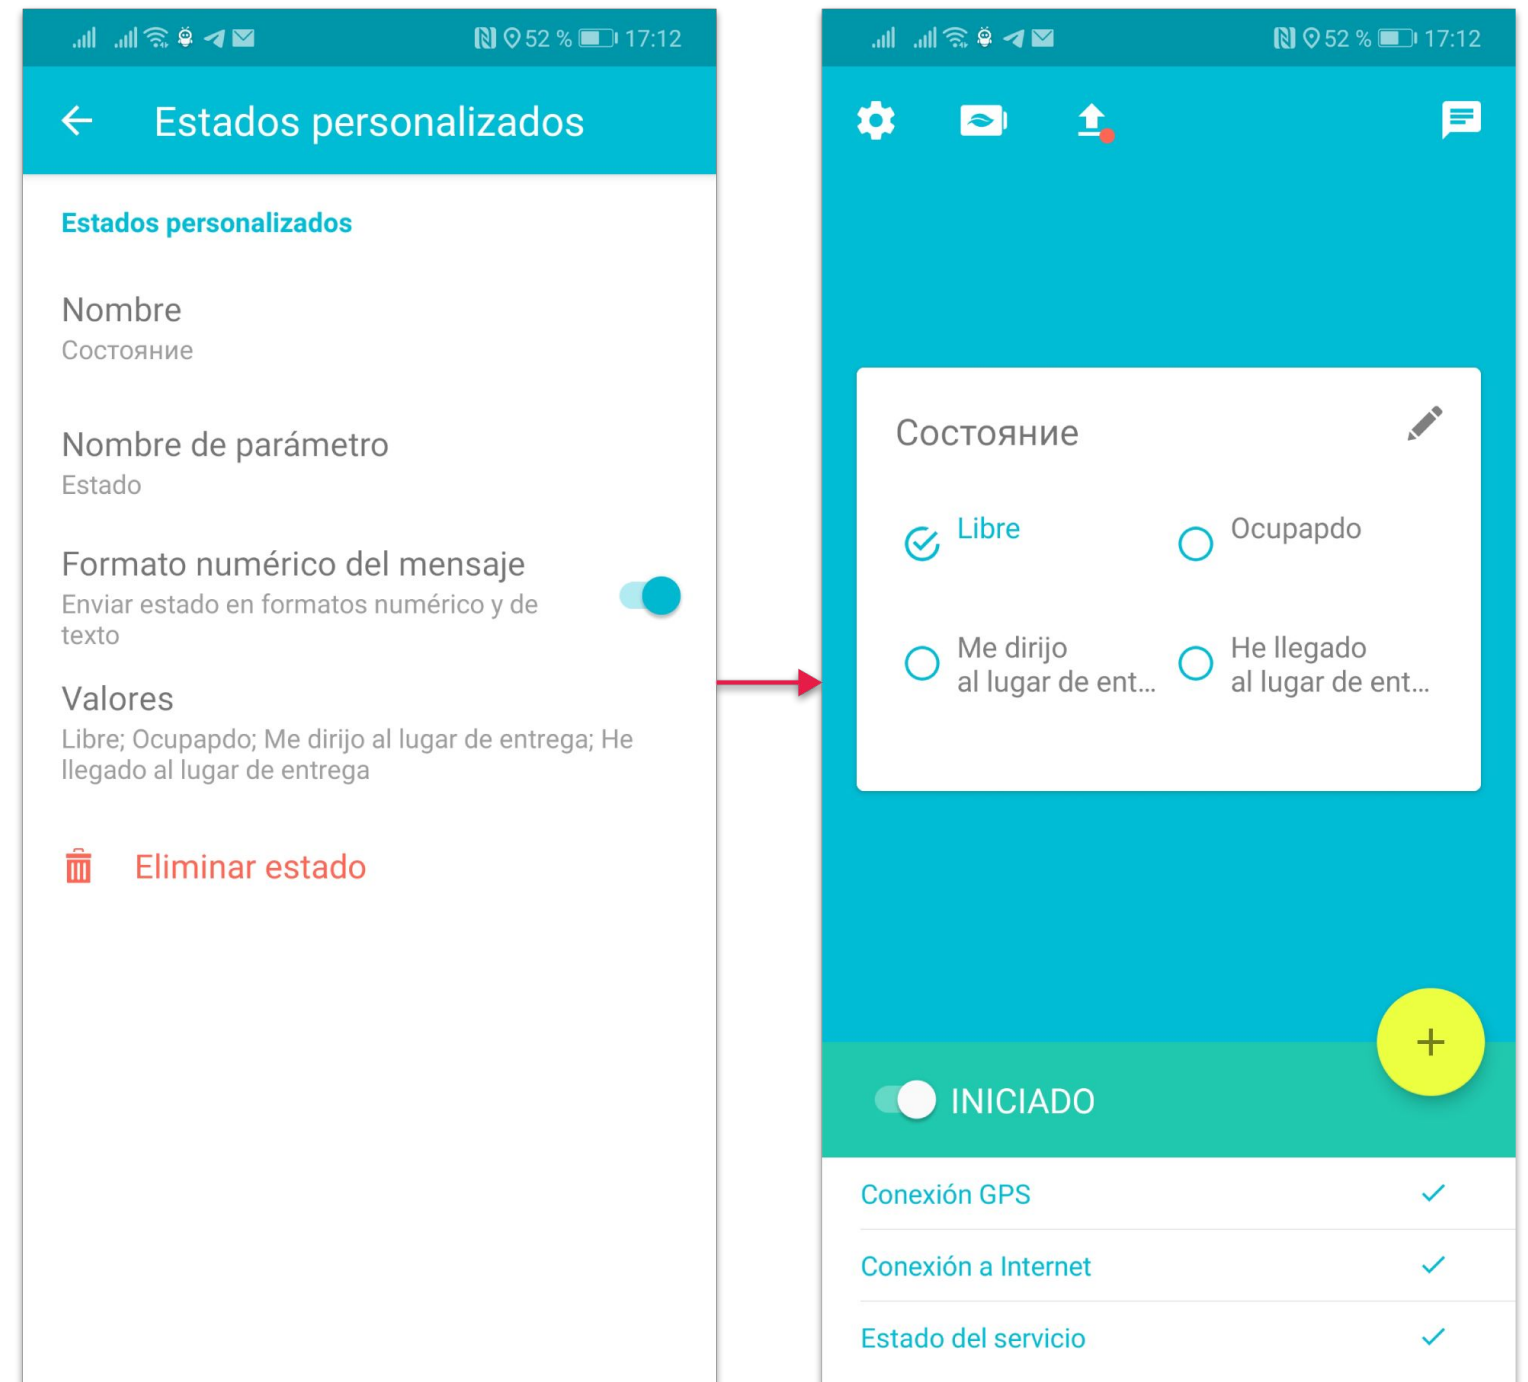 52 % 17:12
Estados personalizados
Estados personalizados
Nombre
Состояние
Nombre de parámetro
Estado
Formato numérico del mensaje
Enviar estado en formatos numérico y de
texto
Valores
Libre; Ocupapdo; Me dirijo al lugar de entrega; He
llegado al lugar de entrega
Eliminar estado
52 % 17:12
Состояние
Libre
Ocupapdo
Me dirijo
al lugar de ent...
He llegado
al lugar de ent...
+
INICIADO
Conexión GPS
Conexión a Internet
Estado del servicio